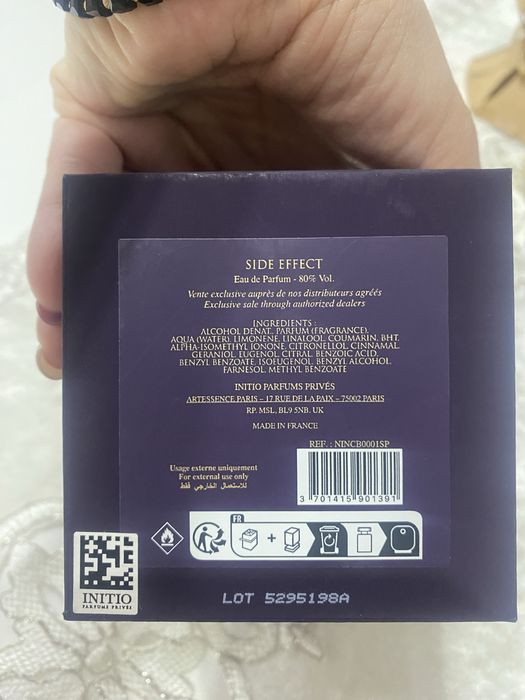 SIDE EFFECT
Eau de Parfum - 80% Vol.
Vente exclusive auprès de nos distributeurs agréés
Exclusive sale through authorized dealers
INGREDIENTS :
ALCOHOL DENAT., PARFUM (FRAGRANCE),
AQUA (WATER), LIMONENE, LINALOOL, COUMARIN, BHT,
ALPHA-ISOMETHYL IONONE, CITRONELLOL, CINNAMAL,
GERANIOL, EUGENOL, CITRAL, BENZOIC ACID,
BENZYL BENZOATE, ISOEUGENOL, BENZYL ALCOHOL,
FARNESOL, METHYL BENZOATE
INITIO PARFUMS PRIVÉS
ARTESSENCE PARIS – 17 RUE DE LA PAIX – 75002 PARIS
RP. MSL, BL9 5NB. UK
MADE IN FRANCE
REF. : NINCB0001SP
Usage externe uniquement
For external use only
للاستعمال الخارجي فقط
3 701415 901391
FR
+
INITIO
PARFUMS PRIVÉS
LOT 5295198A